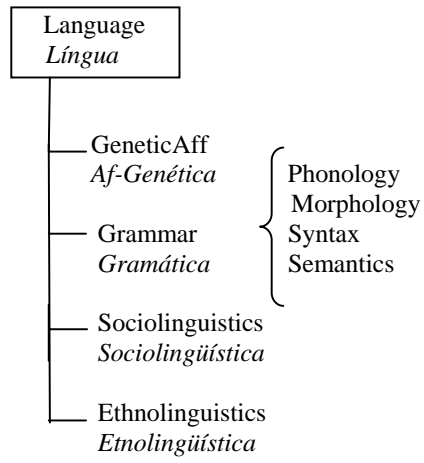 Language
Língua
GeneticAff
Af-Genética
Grammar
Gramática
Phonology
Morphology
Syntax
Semantics
Sociolinguistics
Sociolingüística
Ethnolinguistics
Etnolingüística